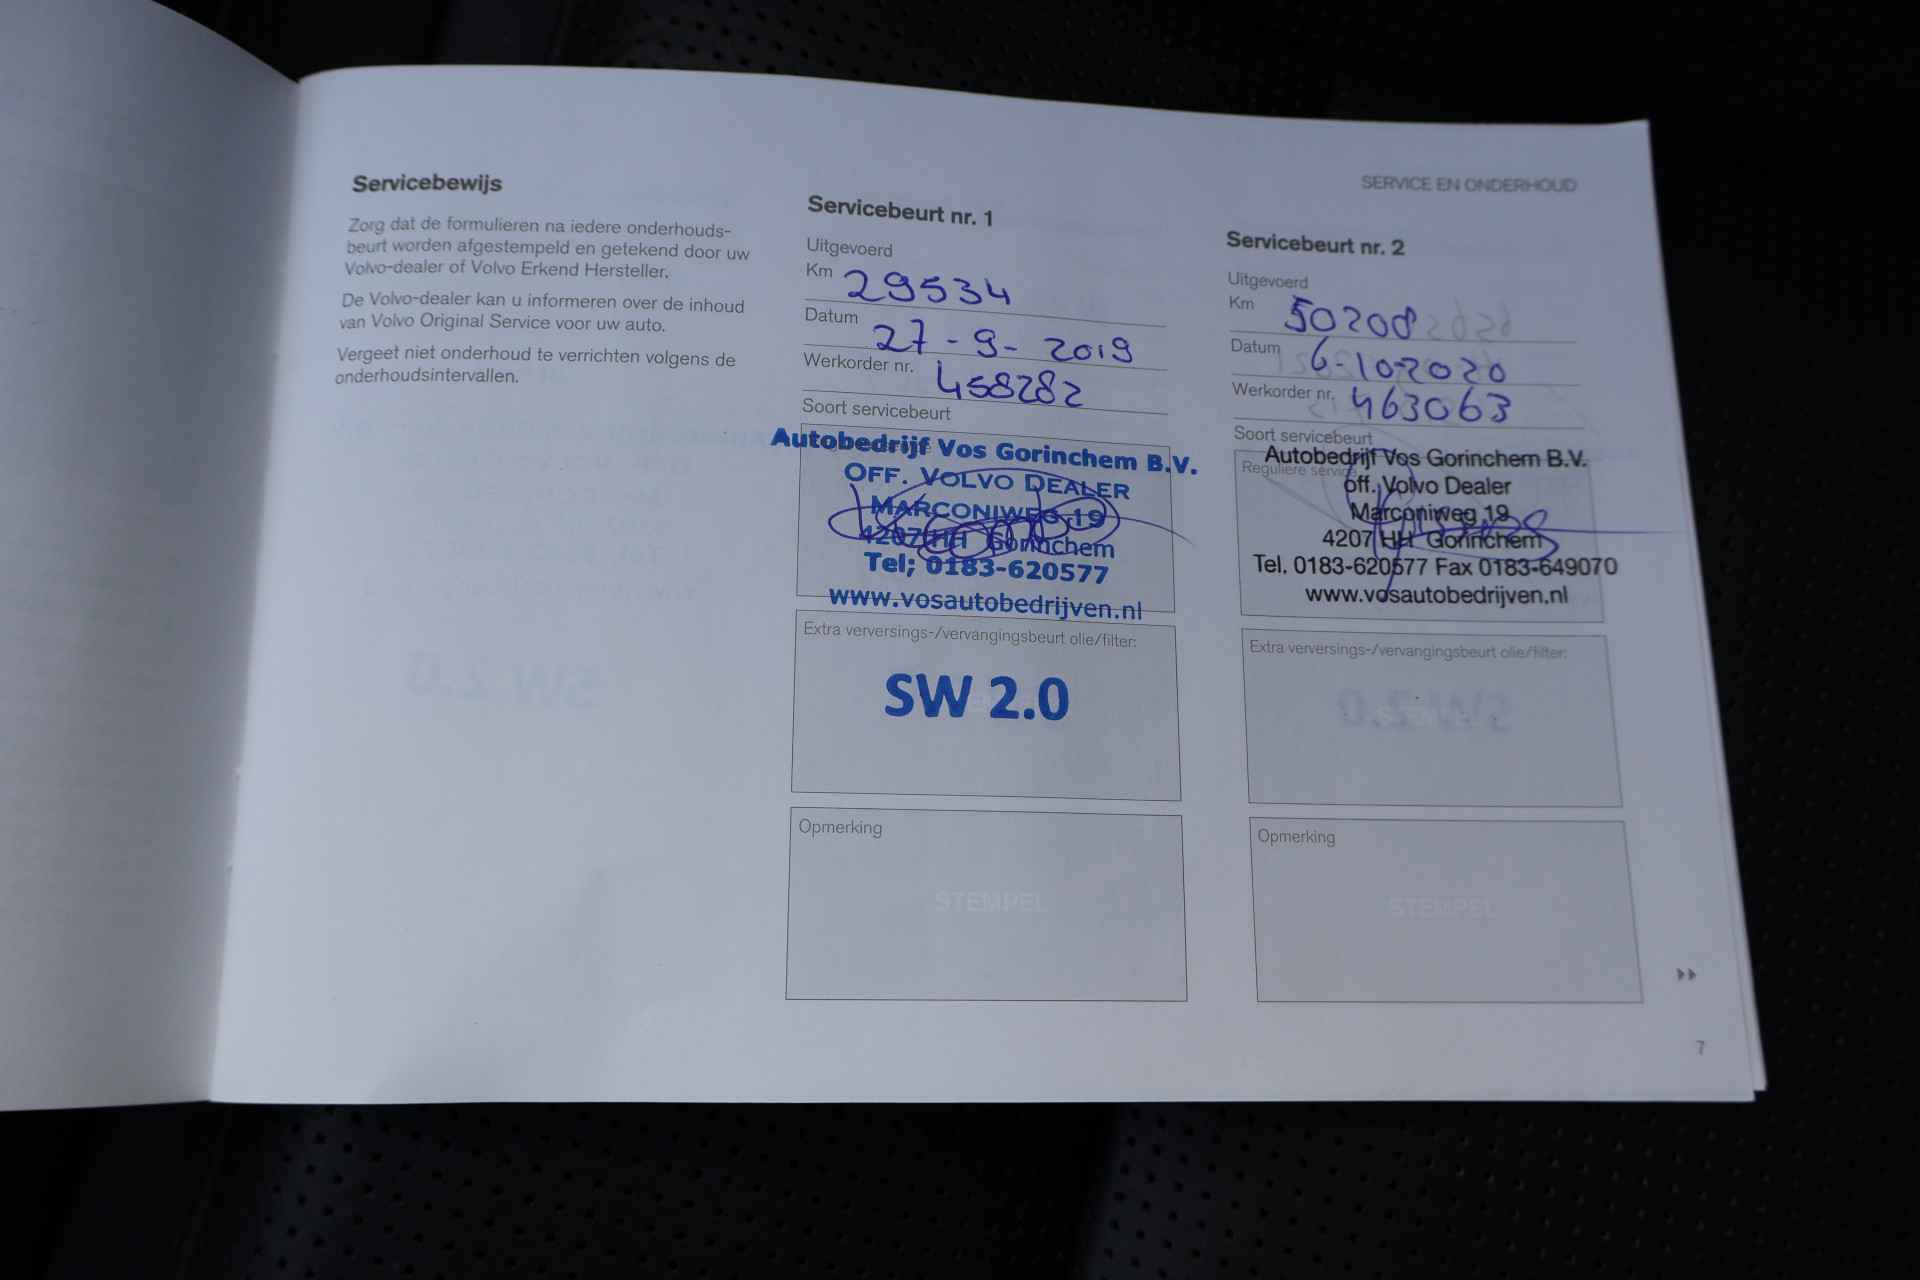 SERVICE EN ONDERHOUD
Servicebewijs
Zorg dat de formulieren na iedere onderhouds-
beurt worden afgestempeld en getekend door uw
Volvo-dealer of Volvo Erkend Hersteller.
De Volvo-dealer kan u informeren over de inhoud
van Volvo Original Service voor uw auto.
Vergeet niet onderhoud te verrichten volgens de
onderhoudsintervallen.
Servicebeurt nr. 1
Uitgevoerd
Km 29534
Datum 27-9-2019
Werkorder nr. 458282
Soort servicebeurt
Autobedrijf Vos Gorinchem B.V.
OFF. VOLVO DEALER
MARCONIWEG 19
4207 HH Gorinchem
Tel; 0183-620577
www.vosautobedrijven.nl
Extra verversings-/vervangingsbeurt olie/filter:
SW 2.0
Opmerking
STEMPEL
Servicebeurt nr. 2
Uitgevoerd
Km 50208
Datum 6-10-2020
Werkorder nr. 463063
Soort servicebeurt
Reguliere service
Autobedrijf Vos Gorinchem B.V.
off. Volvo Dealer
Marconiweg 19
4207 HH Gorinchem
Tel. 0183-620577 Fax 0183-649070
www.vosautobedrijven.nl
Extra verversings-/vervangingsbeurt olie/filter:
Opmerking
STEMPEL
7